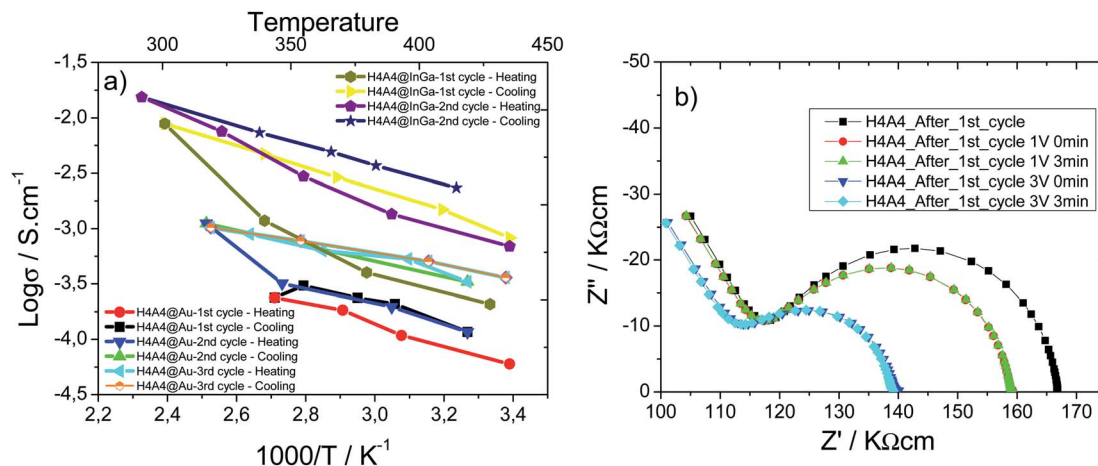 Temperature
300 350 400 450
a)
H4A4@InGa-1st cycle - Heating
H4A4@InGa-1st cycle - Cooling
H4A4@InGa-2nd cycle - Heating
H4A4@InGa-2nd cycle - Cooling
-1,5
-2,0
-2,5
-3,0
-3,5
-4,0
-4,5
Logσ / S.cm⁻¹
H4A4@Au-1st cycle - Heating
H4A4@Au-1st cycle - Cooling
H4A4@Au-2nd cycle - Heating
H4A4@Au-2nd cycle - Cooling
H4A4@Au-3rd cycle - Heating
H4A4@Au-3rd cycle - Cooling
2,2 2,4 2,6 2,8 3,0 3,2 3,4
1000/T / K⁻¹
b)
H4A4_After_1st_cycle
H4A4_After_1st_cycle 1V 0min
H4A4_After_1st_cycle 1V 3min
H4A4_After_1st_cycle 3V 0min
H4A4_After_1st_cycle 3V 3min
-50
-40
-30
-20
-10
0
Z'' / KΩcm
100 110 120 130 140 150 160 170
Z' / KΩcm